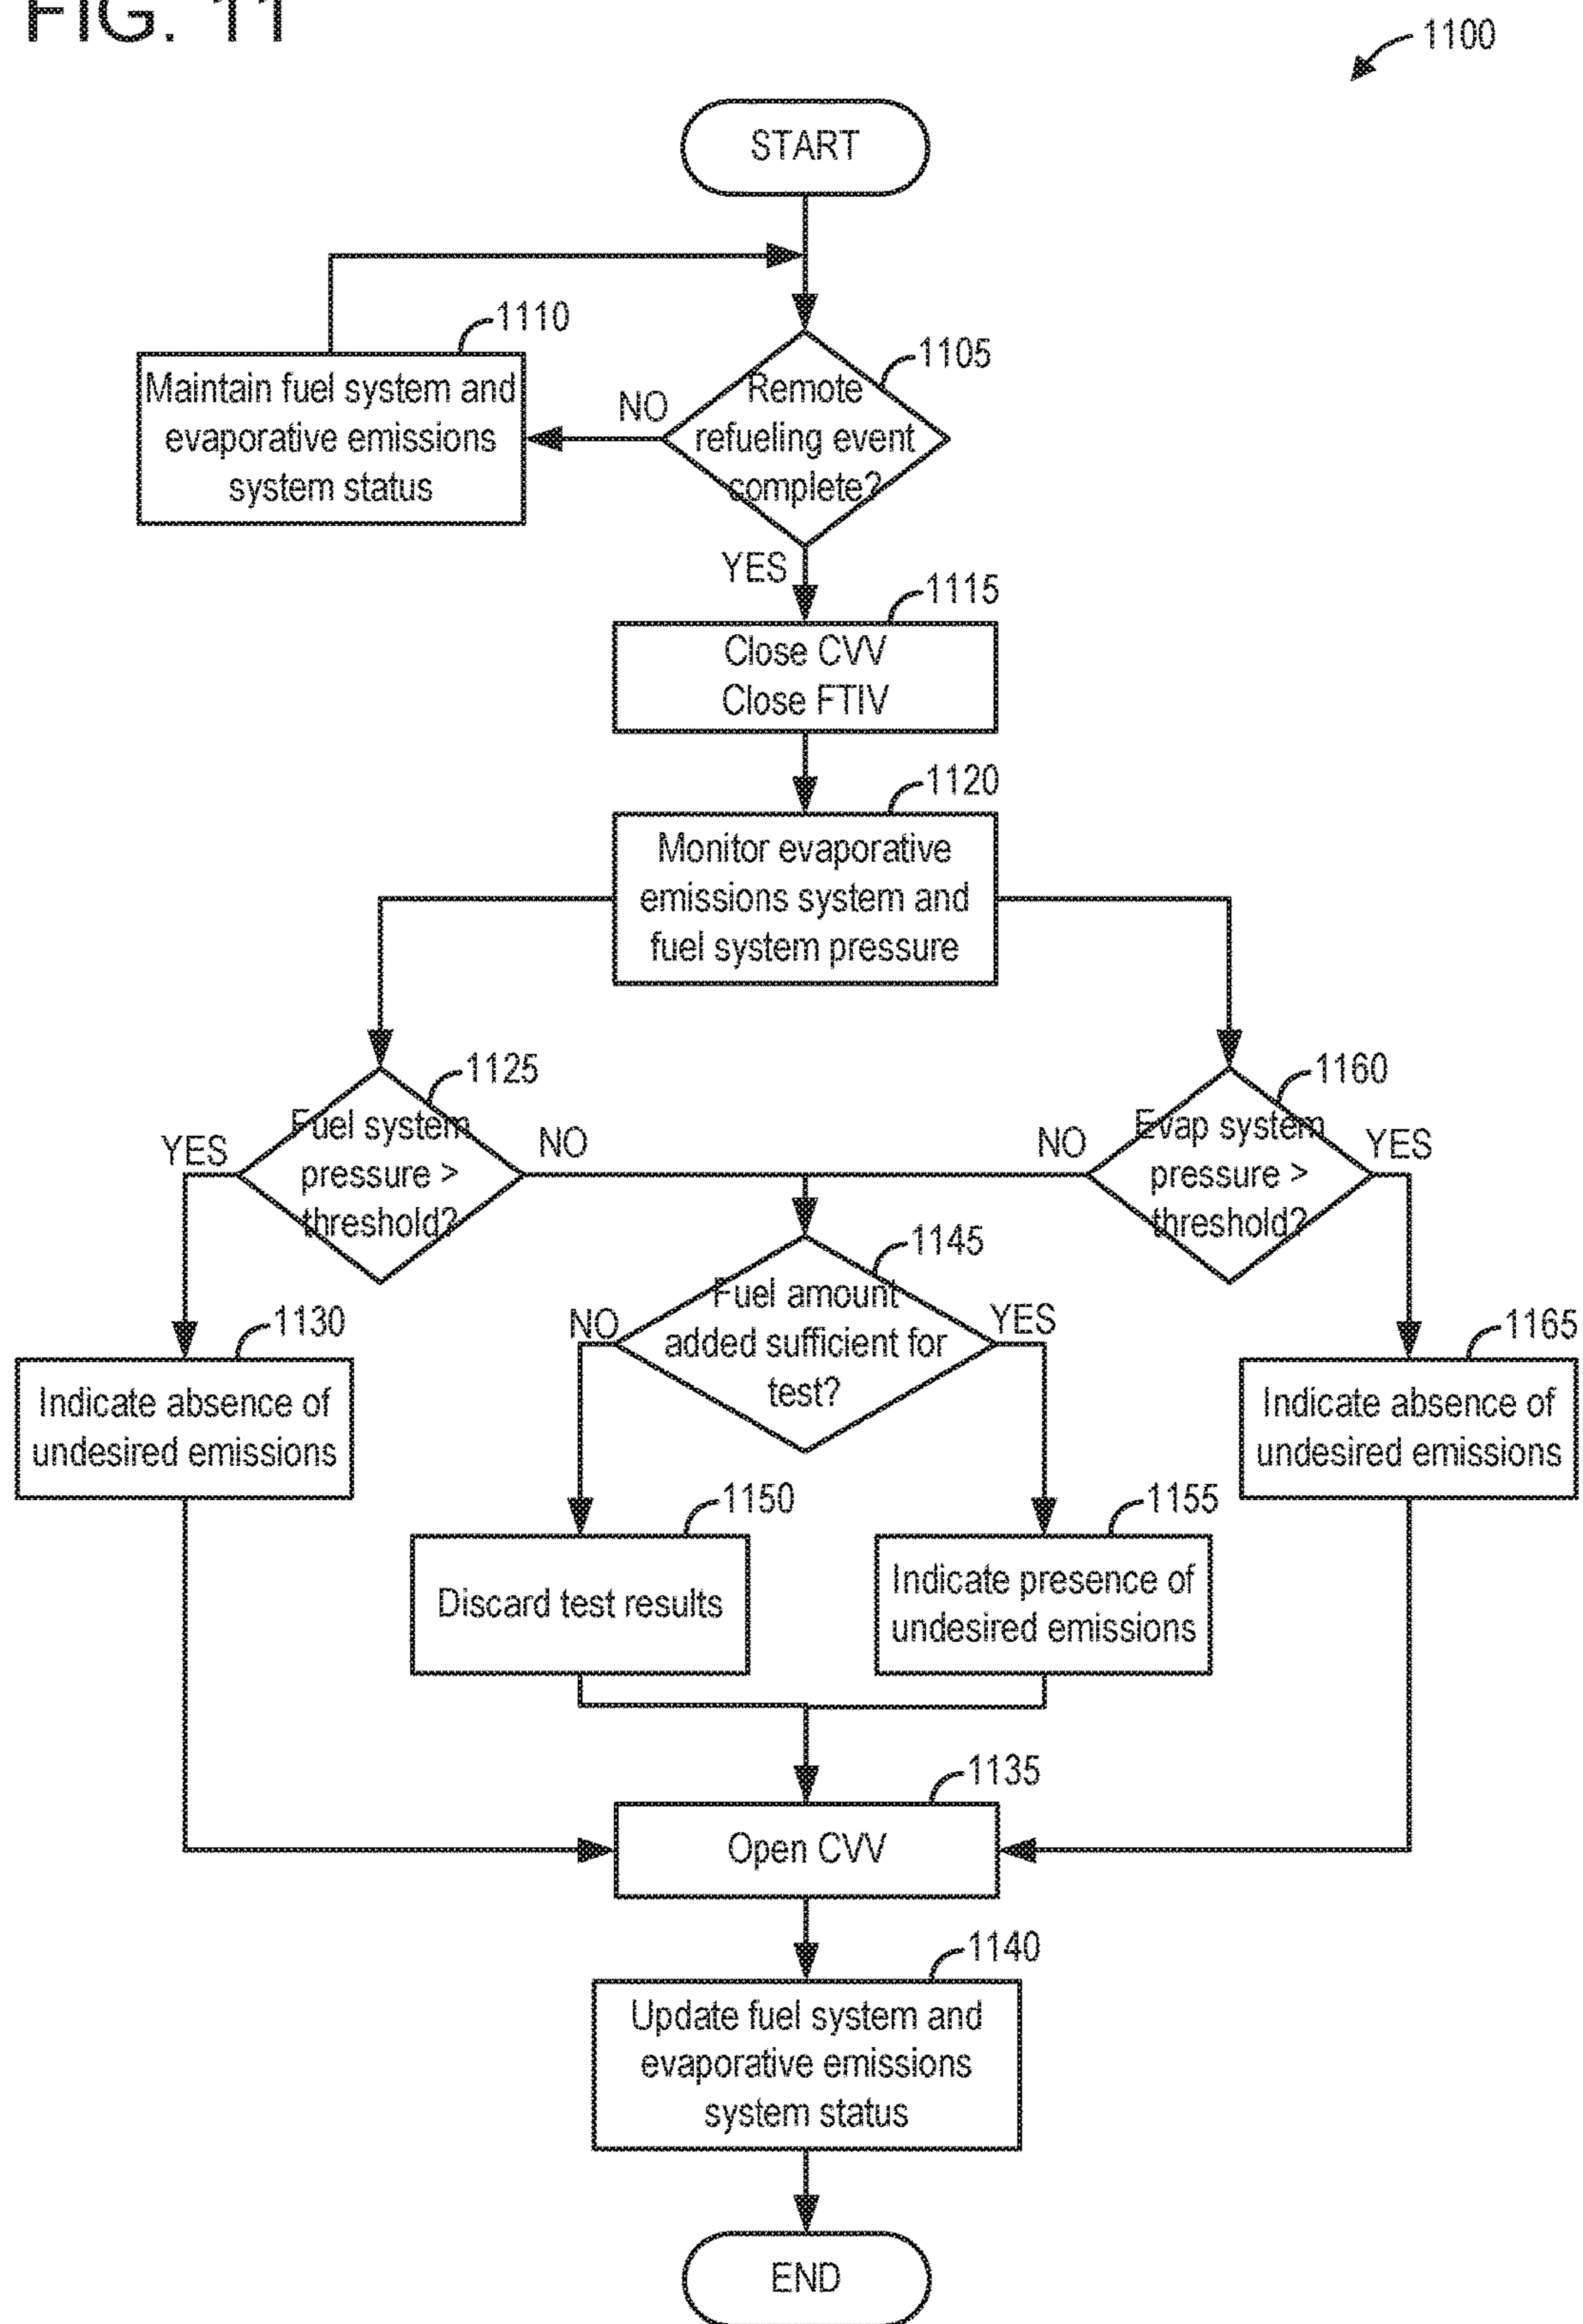 FIG. 11
1100
START
1110
1105
Maintain fuel system and
evaporative emissions
system status
NO
Remote
refueling event
complete?
YES
1115
Close CVV
Close FTIV
1120
Monitor evaporative
emissions system and
fuel system pressure
1125
1160
YES
Fuel system
pressure >
threshold?
NO
NO
Evap system
pressure >
threshold?
YES
1145
NO
Fuel amount
added sufficient for
test?
YES
1130
Indicate absence of
undesired emissions
1165
Indicate absence of
undesired emissions
1150
Discard test results
1155
Indicate presence of
undesired emissions
1135
Open CVV
1140
Update fuel system and
evaporative emissions
system status
END